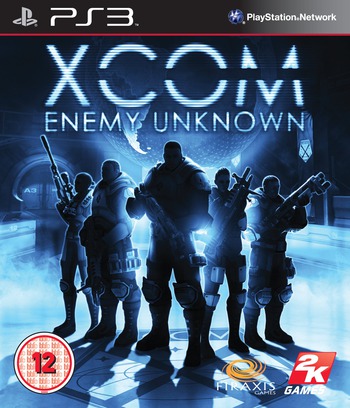 PS3
PlayStation®Network
XCOM
ENEMY UNKNOWN
12
FIRAXIS
GAMES
2K
GAMES